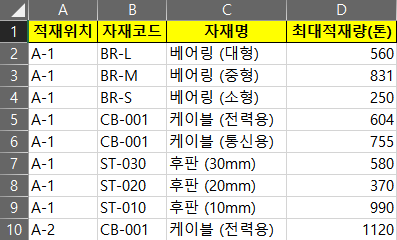 A B C D
1 적재위치 자재코드 자재명 최대적재량(톤)
2 A-1 BR-L 베어링 (대형) 560
3 A-1 BR-M 베어링 (중형) 831
4 A-1 BR-S 베어링 (소형) 250
5 A-1 CB-001 케이블 (전력용) 604
6 A-1 CB-001 케이블 (통신용) 755
7 A-1 ST-030 후판 (30mm) 580
8 A-1 ST-020 후판 (20mm) 370
9 A-1 ST-010 후판 (10mm) 990
10 A-2 CB-001 케이블 (전력용) 1120